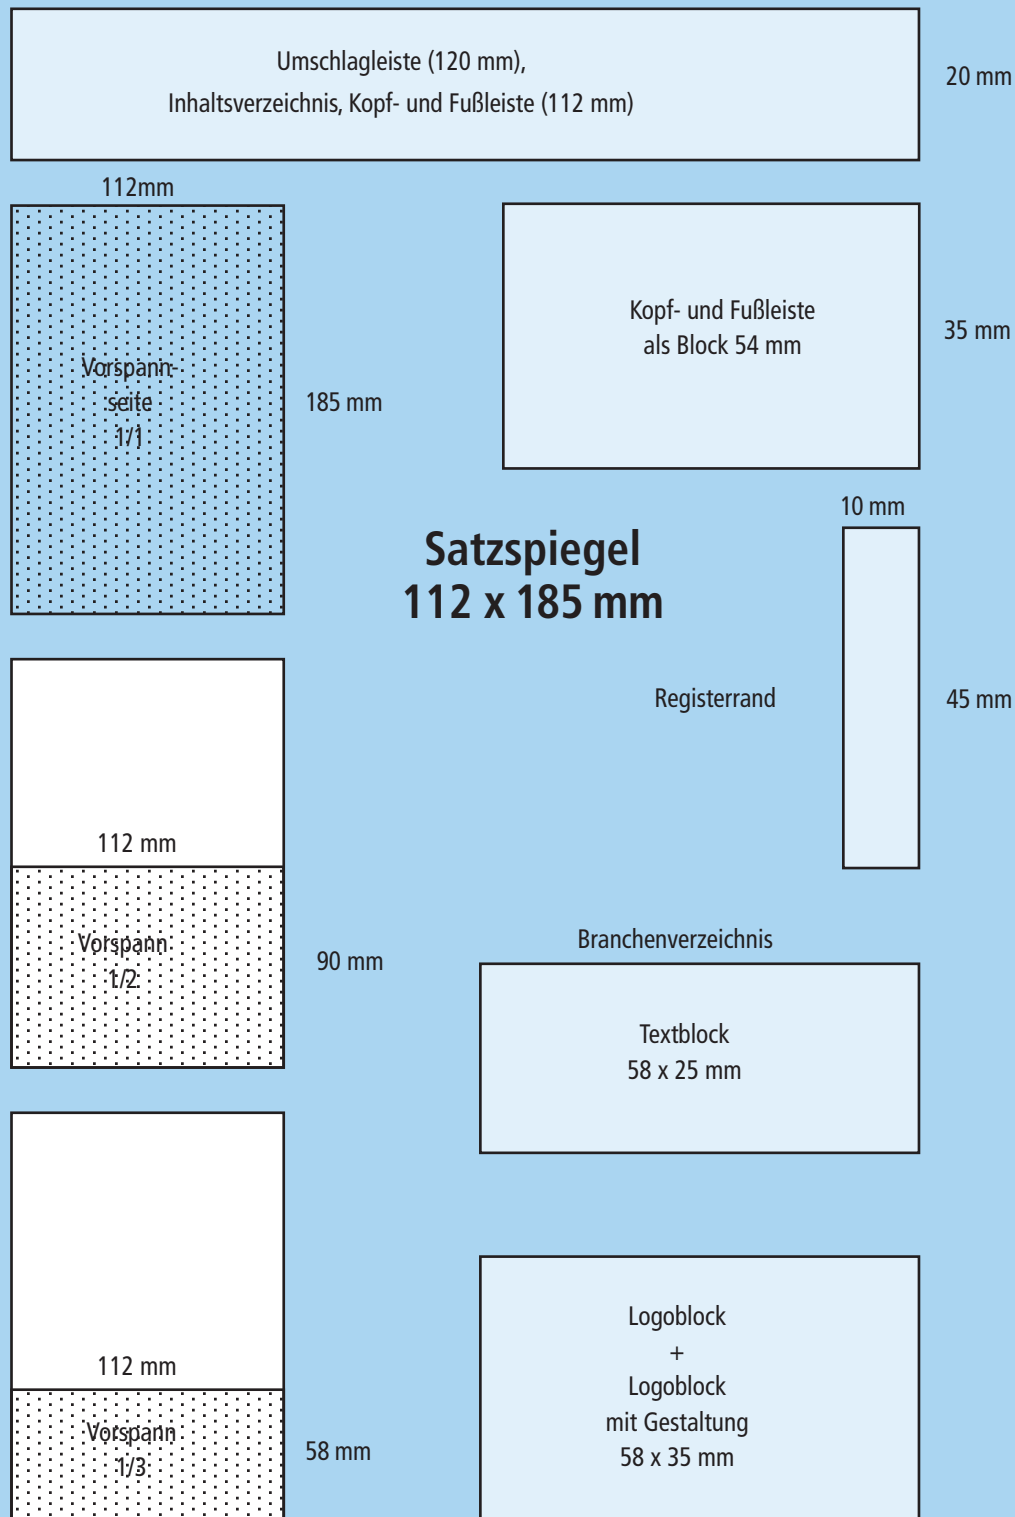 Umschlagleiste (120 mm),
Inhaltsverzeichnis, Kopf- und Fußleiste (112 mm)
20 mm
112mm
Vorspann-
seite
1/1
185 mm
Kopf- und Fußleiste
als Block 54 mm
35 mm
Satzspiegel
112 x 185 mm
10 mm
Registerrand
45 mm
112 mm
Vorspann
1/2
90 mm
Branchenverzeichnis
Textblock
58 x 25 mm
112 mm
Vorspann
1/3
58 mm
Logoblock
+
Logoblock
mit Gestaltung
58 x 35 mm